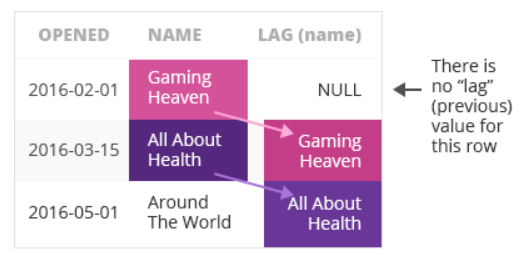 OPENED NAME LAG (name)
2016-02-01 Gaming Heaven NULL
2016-03-15 All About Health Gaming Heaven
2016-05-01 Around The World All About Health
There is
no “lag”
(previous)
value for
this row